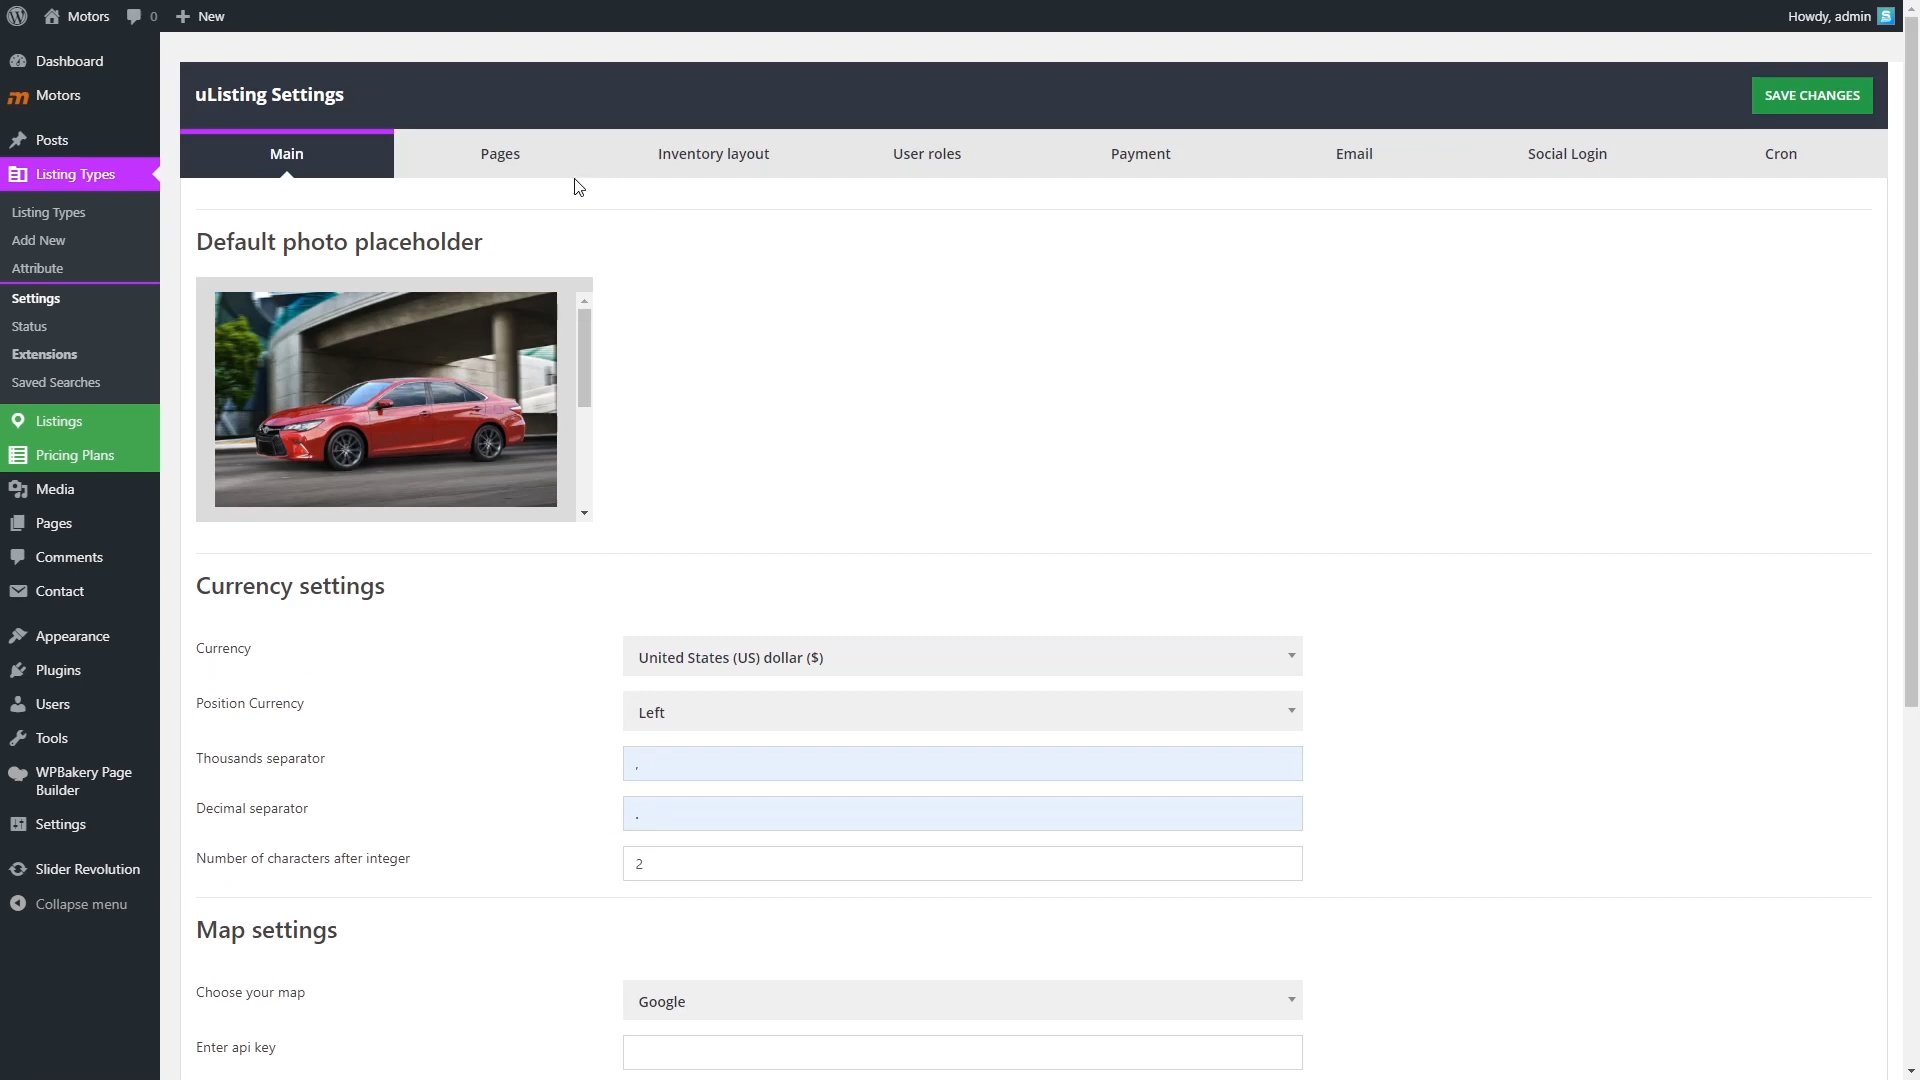 Motors
0
New
Howdy, admin
Dashboard
Motors
Posts
Listing Types
Listing Types
Add New
Attribute
Settings
Status
Extensions
Saved Searches
Listings
Pricing Plans
Media
Pages
Comments
Contact
Appearance
Plugins
Users
Tools
WPBakery Page
Builder
Settings
Slider Revolution
Collapse menu
uListing Settings
SAVE CHANGES
Main
Pages
Inventory layout
User roles
Payment
Email
Social Login
Cron
Default photo placeholder
Currency settings
Currency
United States (US) dollar ($)
Position Currency
Left
Thousands separator
,
Decimal separator
.
Number of characters after integer
2
Map settings
Choose your map
Google
Enter api key